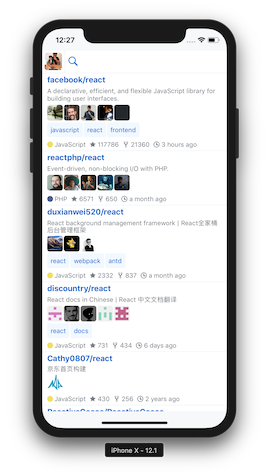 12:27
facebook/react
A declarative, efficient, and flexible JavaScript library for
building user interfaces.
javascript react frontend
JavaScript 117786 21360 3 hours ago
reactphp/react
Event-driven, non-blocking I/O with PHP.
PHP 6571 650 a month ago
duxianwei520/react
React background management framework | React全家桶
后台管理框架
react webpack antd
JavaScript 2332 837 a month ago
discountry/react
React docs in Chinese | React 中文文档翻译
react docs
JavaScript 731 434 6 days ago
Cathy0807/react
京东首页构建
JavaScript 380 256 2 years ago
iPhone X - 12.1